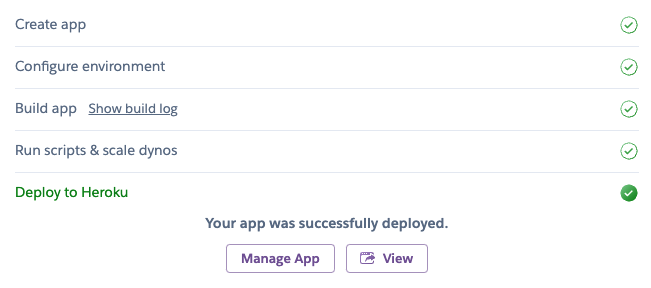 Create app
Configure environment
Build app Show build log
Run scripts & scale dynos
Deploy to Heroku
Your app was successfully deployed.
Manage App View